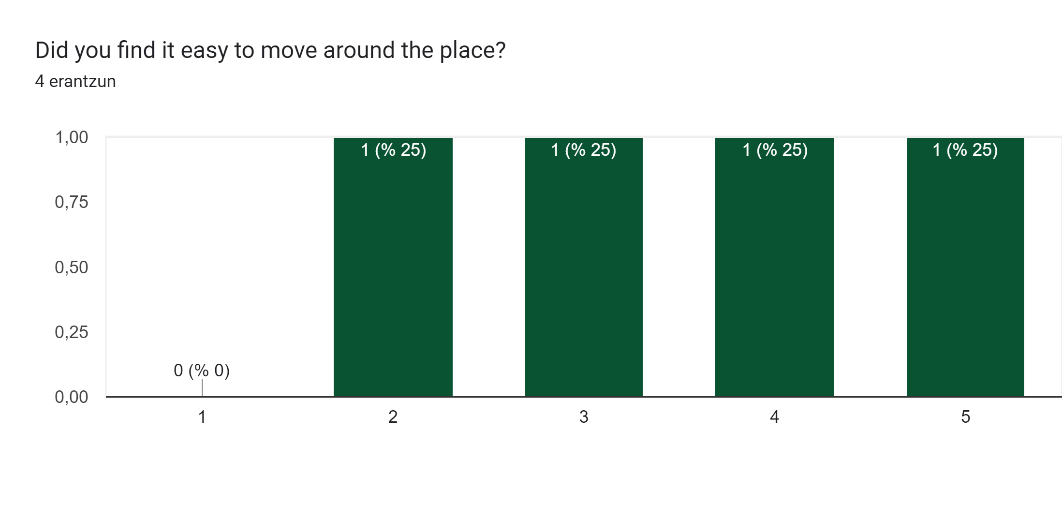 Did you find it easy to move around the place?
4 erantzun
1,00
0,75
0,50
0,25
0,00
0 (% 0)
1 (% 25)
1 (% 25)
1 (% 25)
1 (% 25)
1
2
3
4
5